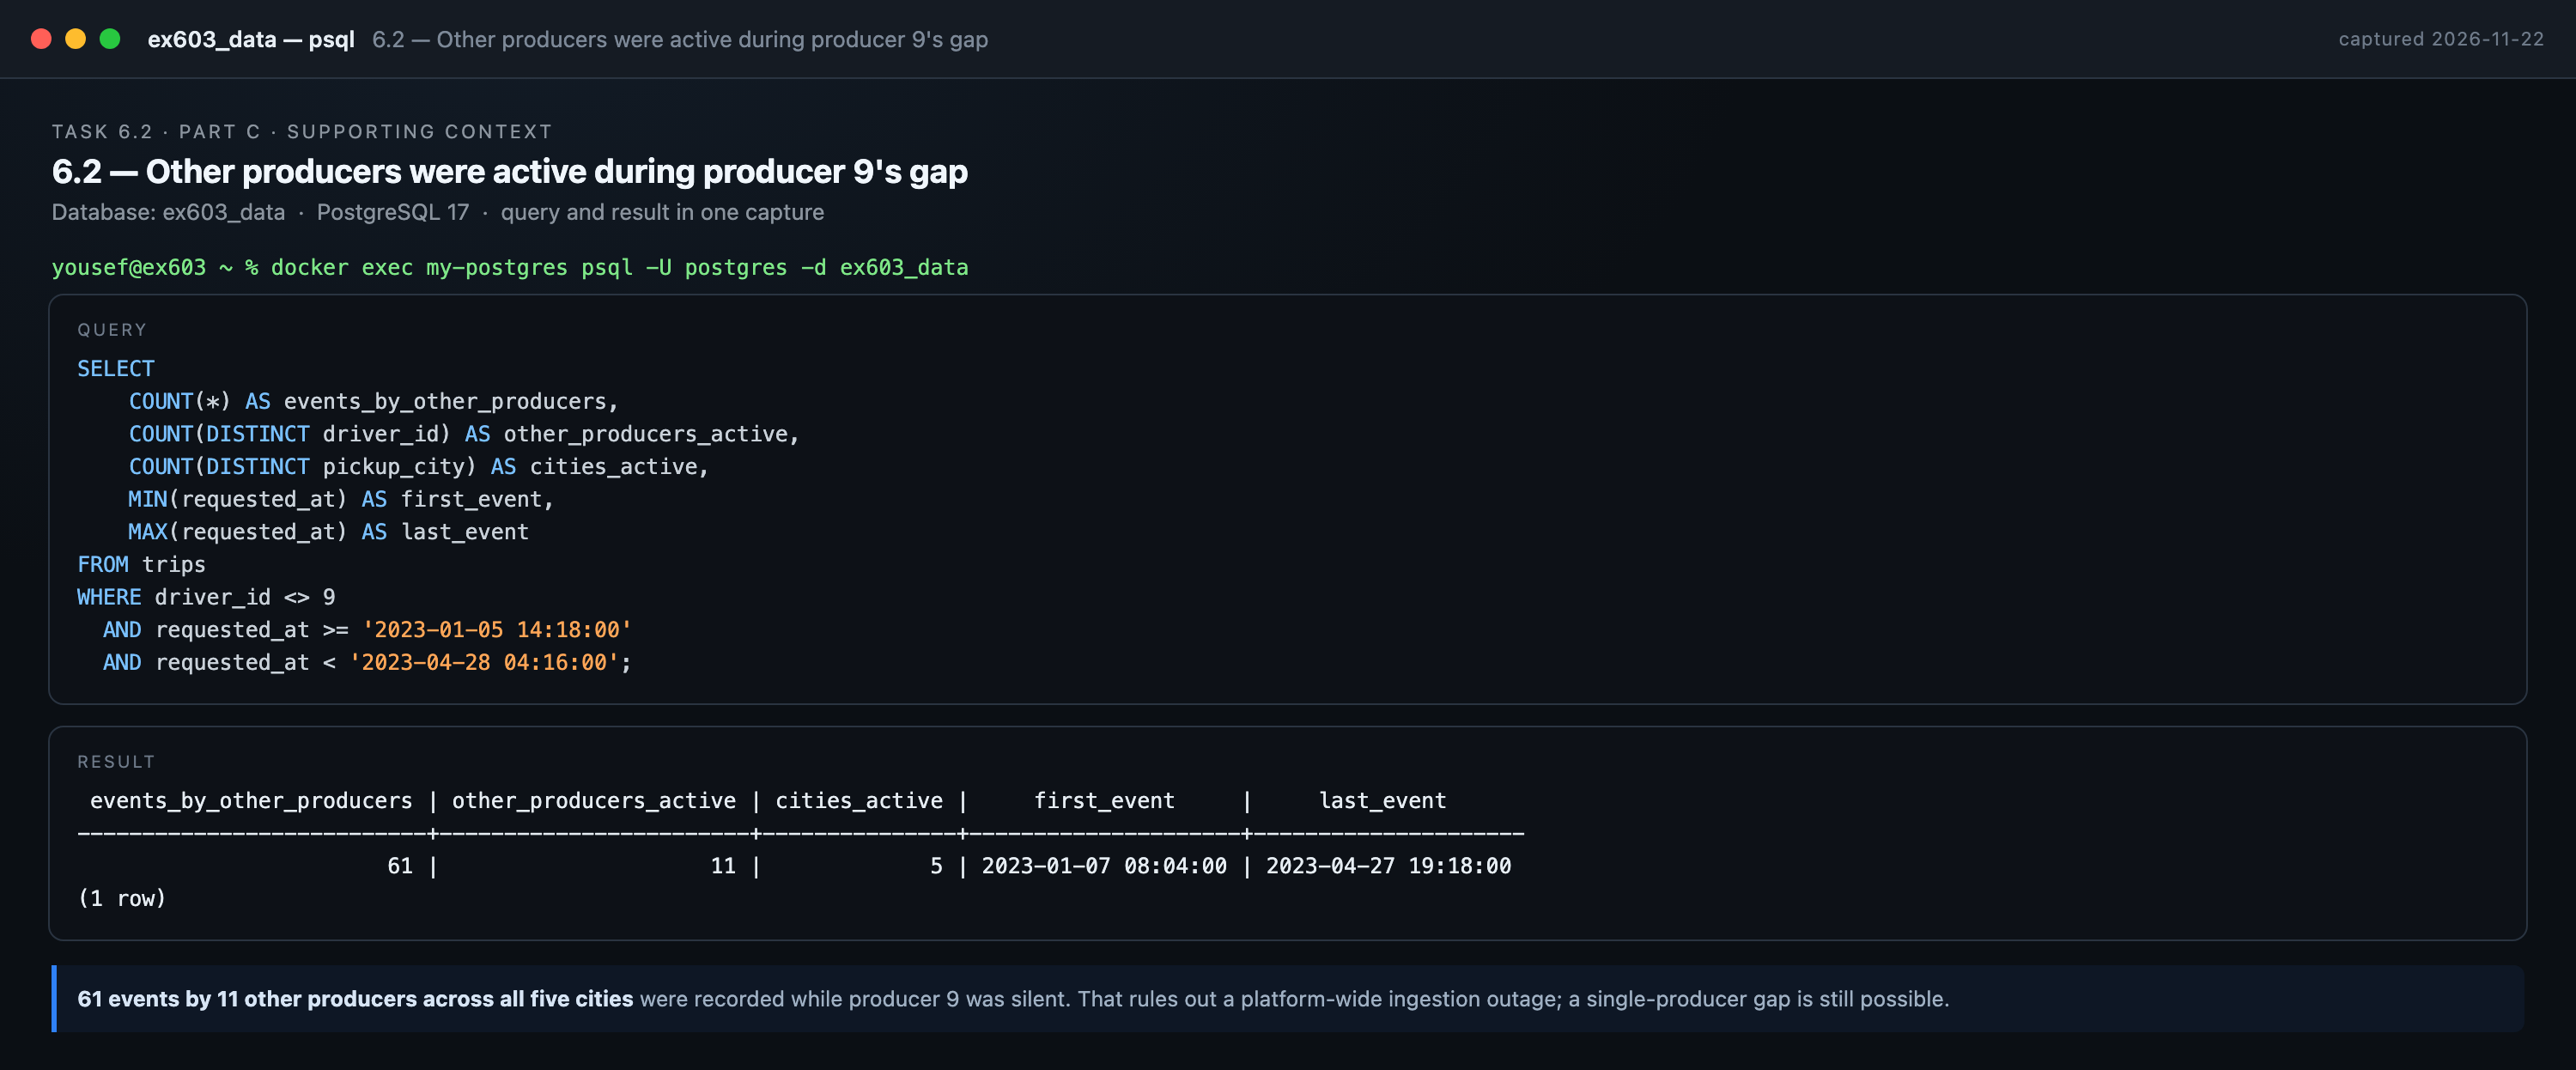 ex603_data — psql 6.2 — Other producers were active during producer 9's gap captured 2026-11-22
TASK 6.2 · PART C · SUPPORTING CONTEXT
6.2 — Other producers were active during producer 9's gap
Database: ex603_data · PostgreSQL 17 · query and result in one capture
yousef@ex603 ~ % docker exec my-postgres psql -U postgres -d ex603_data
QUERY
SELECT
    COUNT(*) AS events_by_other_producers,
    COUNT(DISTINCT driver_id) AS other_producers_active,
    COUNT(DISTINCT pickup_city) AS cities_active,
    MIN(requested_at) AS first_event,
    MAX(requested_at) AS last_event
FROM trips
WHERE driver_id <> 9
  AND requested_at >= '2023-01-05 14:18:00'
  AND requested_at < '2023-04-28 04:16:00';
RESULT
 events_by_other_producers | other_producers_active | cities_active |     first_event     |     last_event
---------------------------+------------------------+---------------+---------------------+---------------------
                        61 |                     11 |             5 | 2023-01-07 08:04:00 | 2023-04-27 19:18:00
(1 row)
61 events by 11 other producers across all five cities were recorded while producer 9 was silent. That rules out a platform-wide ingestion outage; a single-producer gap is still possible.